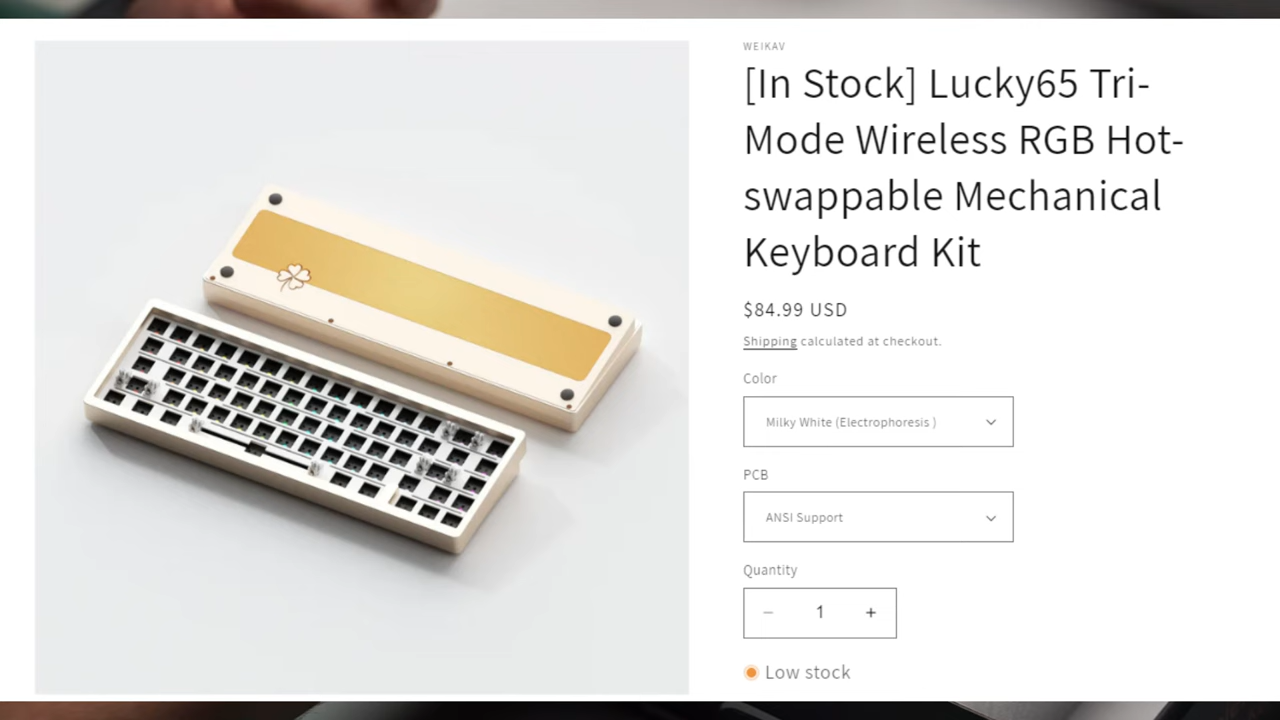 WEIKAV
[In Stock] Lucky65 Tri-
Mode Wireless RGB Hot-
swappable Mechanical
Keyboard Kit
$84.99 USD
Shipping calculated at checkout.
Color
Milky White (Electrophoresis )
PCB
ANSI Support
Quantity
− 1 +
Low stock